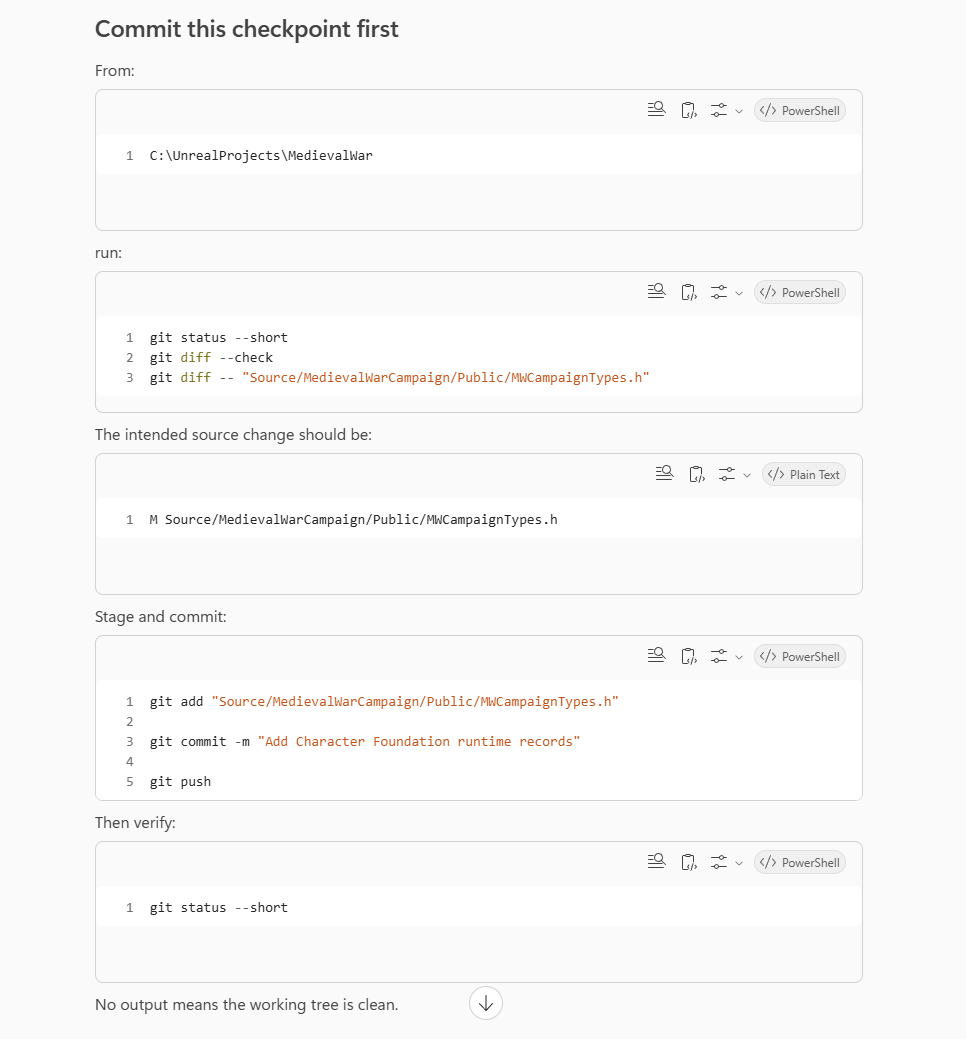 Commit this checkpoint first
From:
</> PowerShell
1 C:\UnrealProjects\MedievalWar
run:
</> PowerShell
1 git status --short
2 git diff --check
3 git diff -- "Source/MedievalWarCampaign/Public/MWCampaignTypes.h"
The intended source change should be:
</> Plain Text
1 M Source/MedievalWarCampaign/Public/MWCampaignTypes.h
Stage and commit:
</> PowerShell
1 git add "Source/MedievalWarCampaign/Public/MWCampaignTypes.h"
2
3 git commit -m "Add Character Foundation runtime records"
4
5 git push
Then verify:
</> PowerShell
1 git status --short
No output means the working tree is clean.